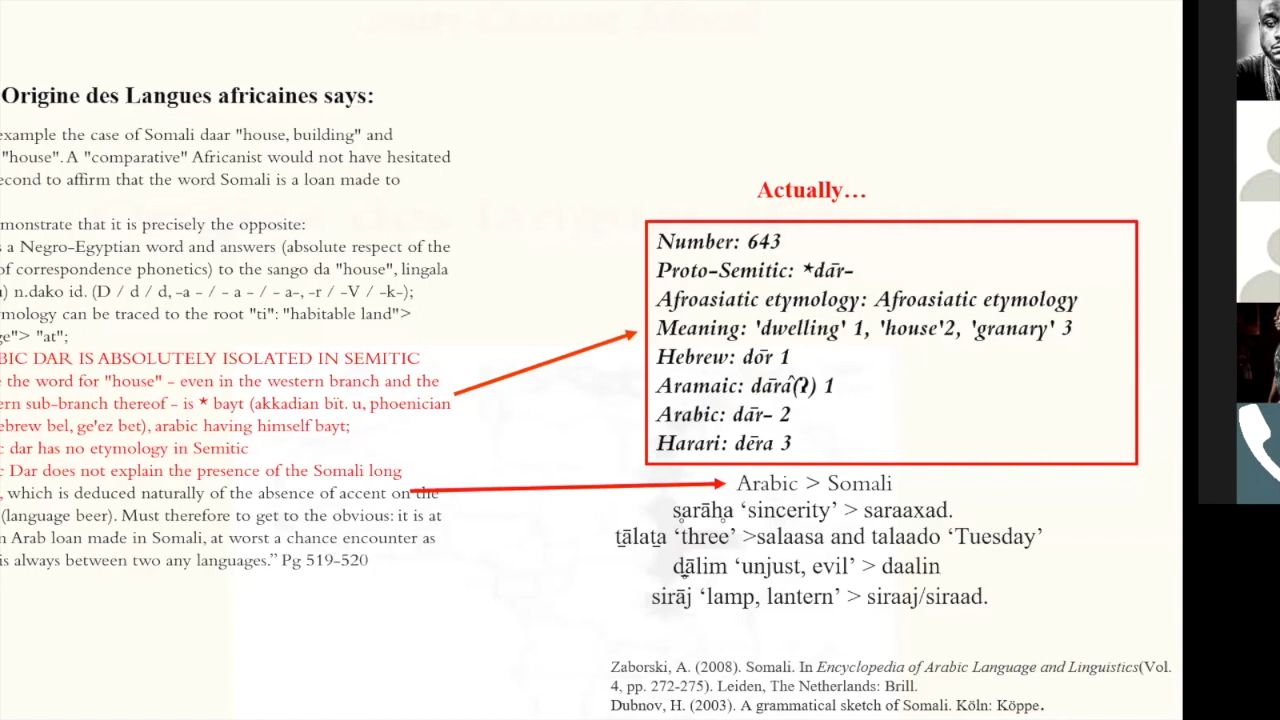 Origine des Langues africaines says:
example the case of Somali daar "house, building" and
"house". A "comparative" Africanist would not have hesitated
econd to affirm that the word Somali is a loan made to
monstrate that it is precisely the opposite:
s a Negro-Egyptian word and answers (absolute respect of the
of correspondence phonetics) to the sango da "house", lingala
u) n.dako id. (D / d / d, -a - / - a - / - a-, -r / -V / -k-);
ymology can be traced to the root "ti": "habitable land">
ge"> "at";
BIC DAR IS ABSOLUTELY ISOLATED IN SEMITIC
e the word for "house" - even in the western branch and the
ern sub-branch thereof - is * bayt (akkadian bït. u, phoenician
ebrew bel, ge'ez bet), arabic having himself bayt;
c dar has no etymology in Semitic
c Dar does not explain the presence of the Somali long
, which is deduced naturally of the absence of accent on the
(language beer). Must therefore to get to the obvious: it is at
n Arab loan made in Somali, at worst a chance encounter as
is always between two any languages." Pg 519-520
Actually…
Number: 643
Proto-Semitic: *dār-
Afroasiatic etymology: Afroasiatic etymology
Meaning: 'dwelling' 1, 'house'2, 'granary' 3
Hebrew: dōr 1
Aramaic: dārâ(ʔ) 1
Arabic: dār- 2
Harari: dēra 3
Arabic > Somali
s̥arāḥa 'sincerity' > saraaxad.
ṯālaṯa 'three' >salaasa and talaado 'Tuesday'
ḏ̣ālim 'unjust, evil' > daalin
sirāj 'lamp, lantern' > siraaj/siraad.
Zaborski, A. (2008). Somali. In Encyclopedia of Arabic Language and Linguistics(Vol.
4, pp. 272-275). Leiden, The Netherlands: Brill.
Dubnov, H. (2003). A grammatical sketch of Somali. Köln: Köppe.